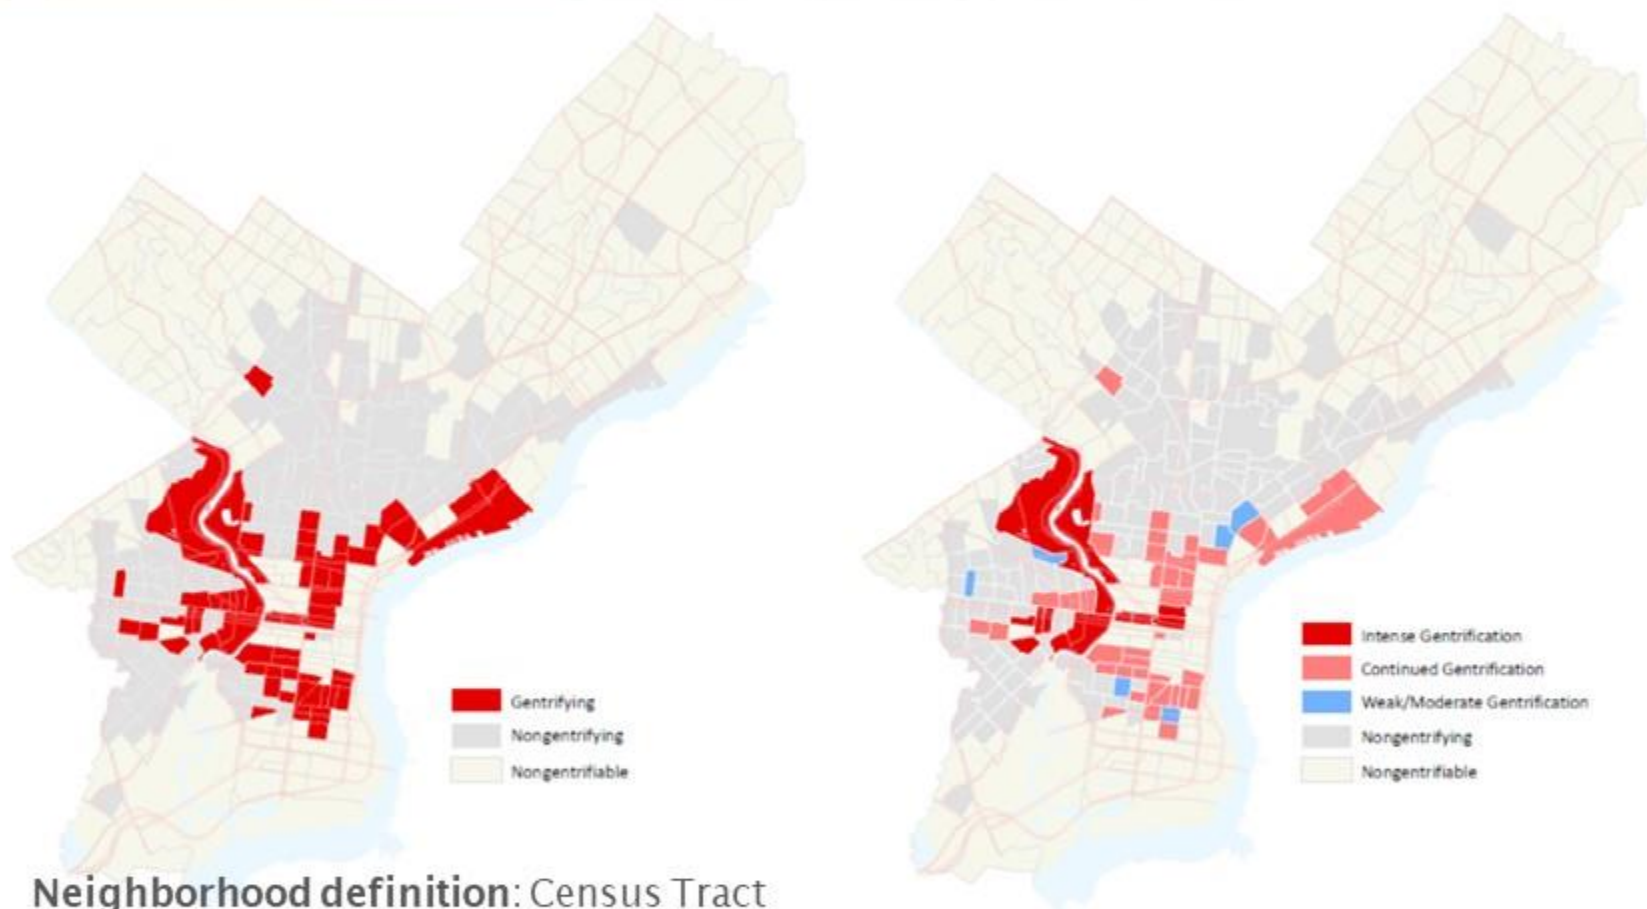 Gentrifying
Nongentrifying
Nongentrifiable
Intense Gentrification
Continued Gentrification
Weak/Moderate Gentrification
Nongentrifying
Nongentrifiable
Neighborhood definition: Census Tract